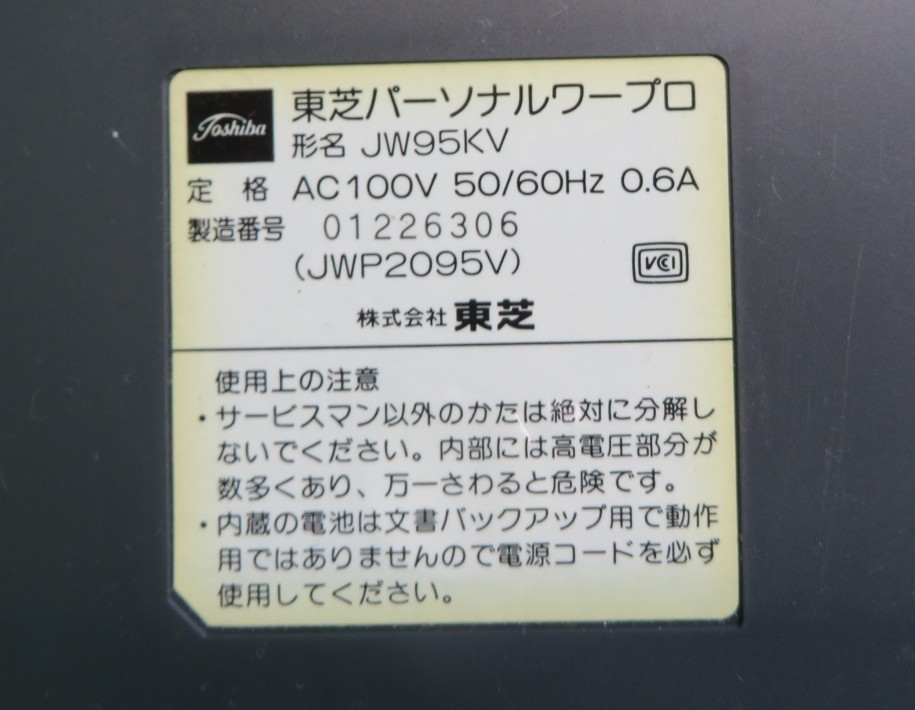 Toshiba
東芝パーソナルワープロ
形名 JW95KV
定 格 AC100V 50/60Hz 0.6A
製造番号 01226306
(JWP2095V)
VCCI
株式会社 東芝
使用上の注意
・サービスマン以外のかたは絶対に分解し
ないでください。内部には高電圧部分が
数多くあり、万一さわると危険です。
・内蔵の電池は文書バックアップ用で動作
用ではありませんので電源コードを必ず
使用してください。